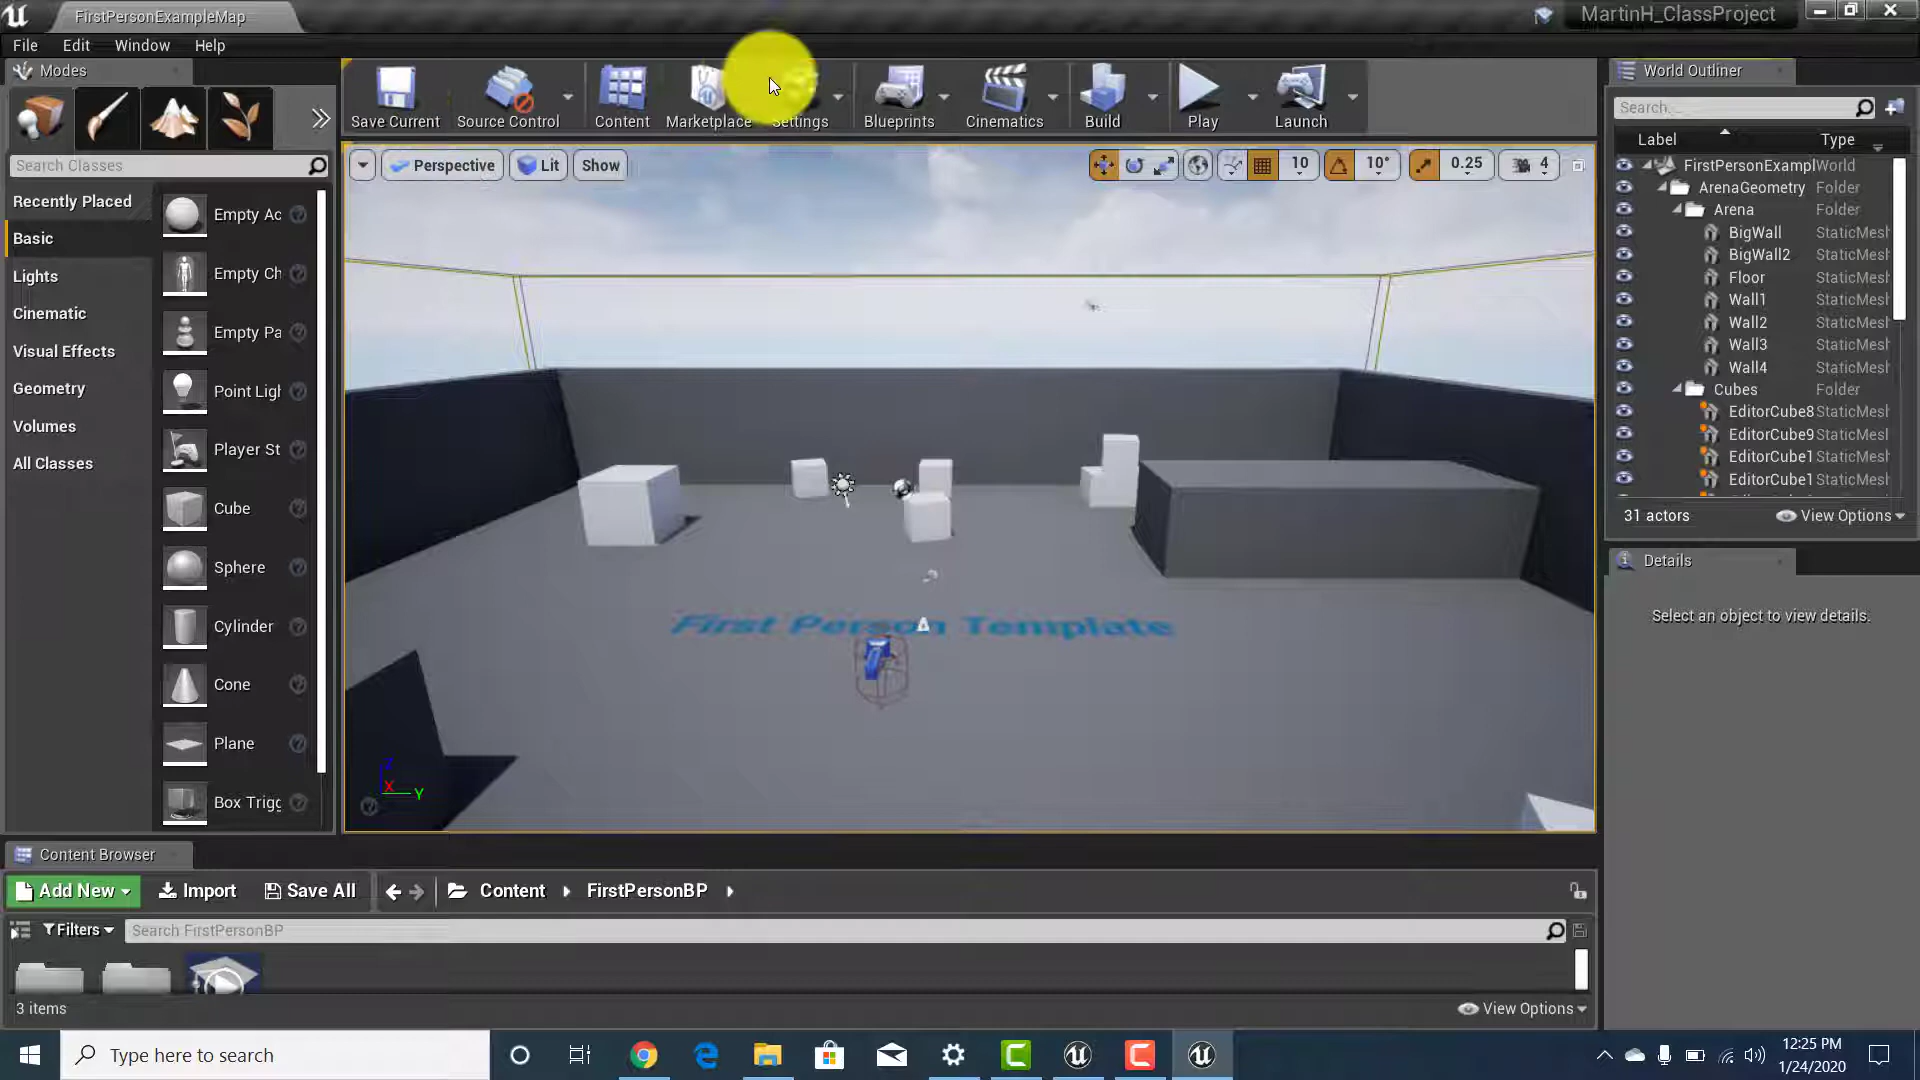 FirstPersonExampleMap
MartinH_ClassProject
File Edit Window Help
Modes
Search Classes
Recently Placed
Basic
Lights
Cinematic
Visual Effects
Geometry
Volumes
All Classes
Empty Ac
Empty Ch
Empty Pa
Point Ligh
Player St
Cube
Sphere
Cylinder
Cone
Plane
Box Trigg
Save Current
Source Control
Content
Marketplace
Settings
Blueprints
Cinematics
Build
Play
Launch
Perspective
Lit
Show
10
10°
0.25
4
First Person Template
Z
X
Y
World Outliner
Search...
Label Type
FirstPersonExampl World
ArenaGeometry Folder
Arena Folder
BigWall StaticMesh
BigWall2 StaticMesh
Floor StaticMesh
Wall1 StaticMesh
Wall2 StaticMesh
Wall3 StaticMesh
Wall4 StaticMesh
Cubes Folder
EditorCube8 StaticMesh
EditorCube9 StaticMesh
EditorCube1 StaticMesh
EditorCube1 StaticMesh
31 actors
View Options
Details
Select an object to view details.
Content Browser
Add New
Import
Save All
Content
FirstPersonBP
Filters
Search FirstPersonBP
3 items
View Options
Type here to search
12:25 PM
1/24/2020